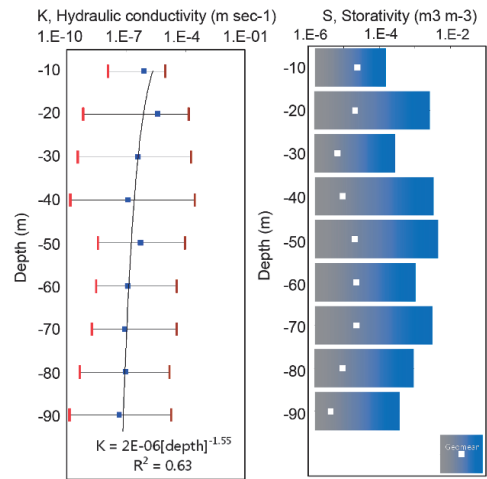 K, Hydraulic conductivity (m sec-1)
1.E-10 1.E-7 1.E-4 1.E-01
-10
-20
-30
-40
-50
-60
-70
-80
-90
Depth (m)
K = 2E-06[depth]-1.55
R2 = 0.63
S, Storativity (m3 m-3)
1.E-6 1.E-4 1.E-2
-10
-20
-30
-40
-50
-60
-70
-80
-90
Depth (m)
Geomean